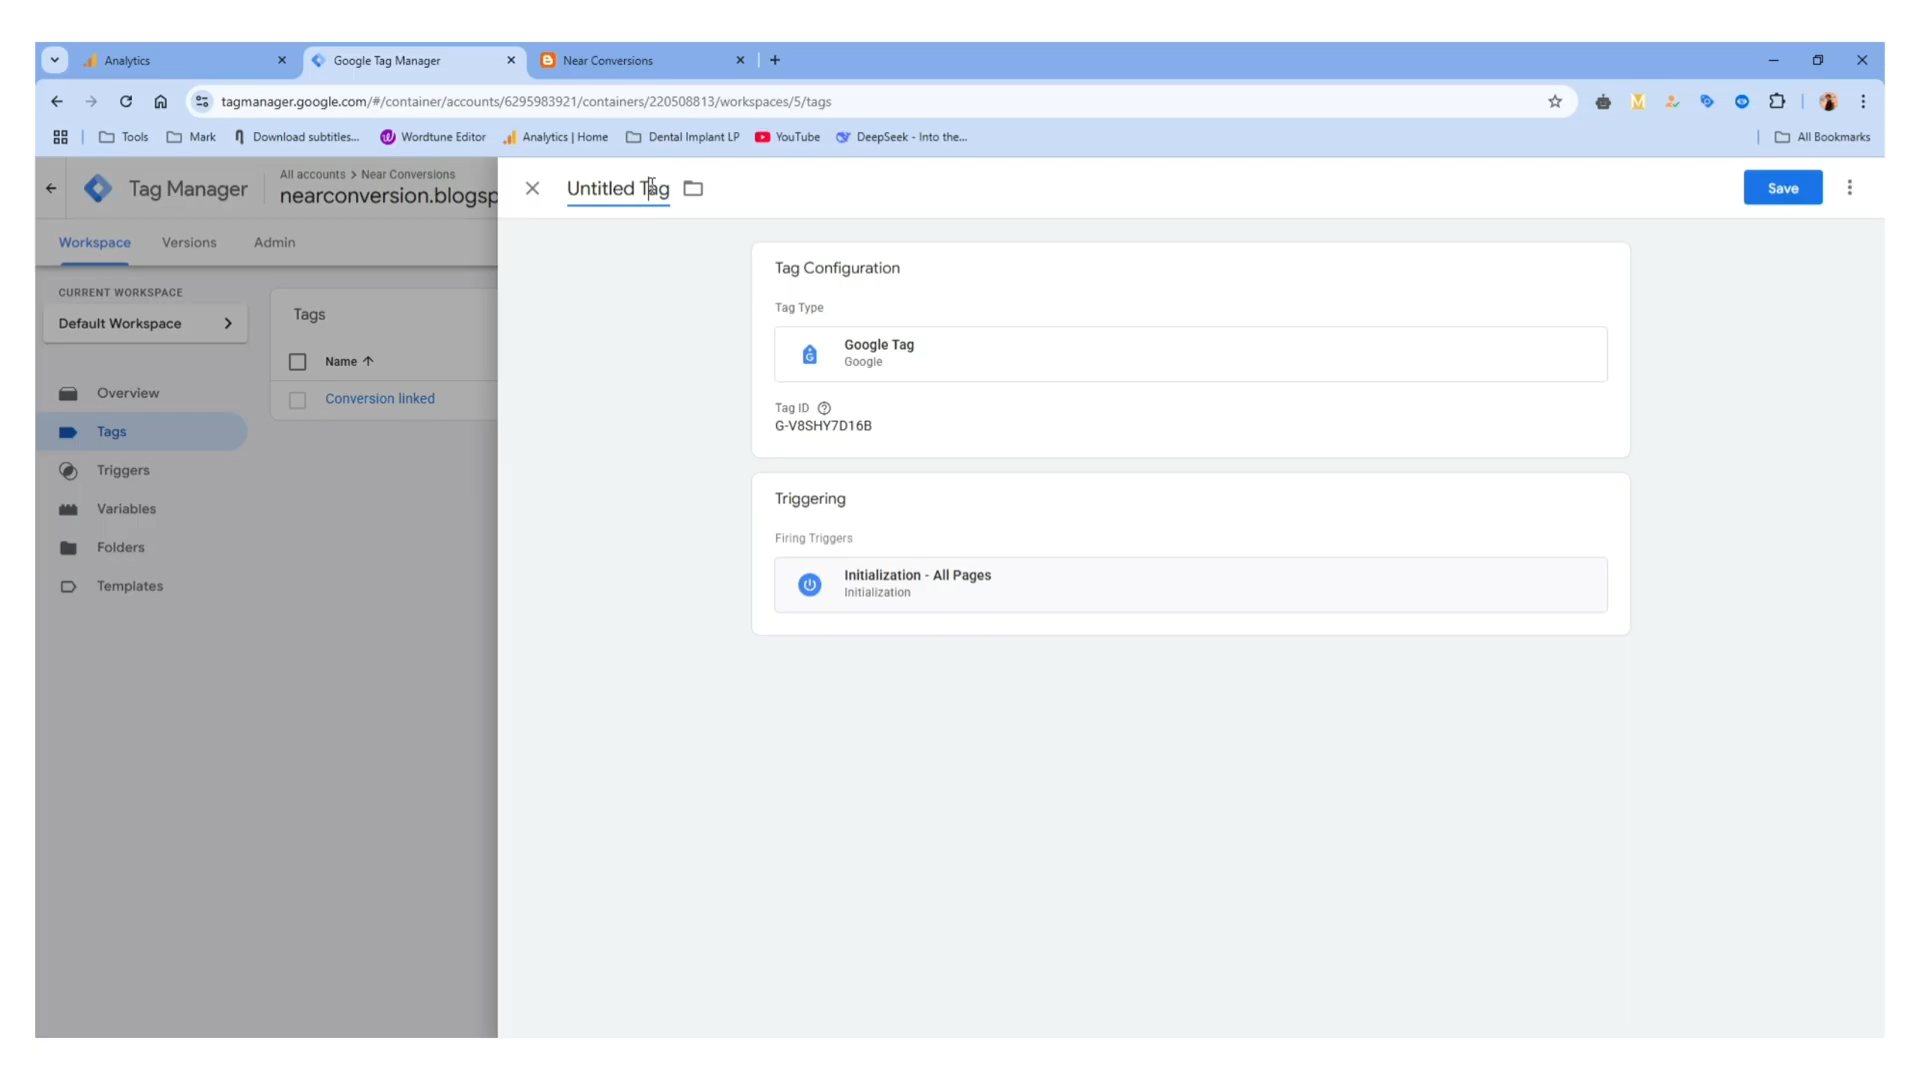 Analytics
Google Tag Manager
Near Conversions
tagmanager.google.com/#/container/accounts/6295983921/containers/220508813/workspaces/5/tags
Tools
Mark
Download subtitles...
Wordtune Editor
Analytics | Home
Dental Implant LP
YouTube
DeepSeek - Into the...
All Bookmarks
Tag Manager
All accounts > Near Conversions
nearconversion.blogsp
Untitled Tag
Save
Workspace
Versions
Admin
CURRENT WORKSPACE
Default Workspace
Overview
Tags
Triggers
Variables
Folders
Templates
Tags
Name
Conversion linked
Tag Configuration
Tag Type
Google Tag
Google
Tag ID
G-V8SHY7D16B
Triggering
Firing Triggers
Initialization - All Pages
Initialization